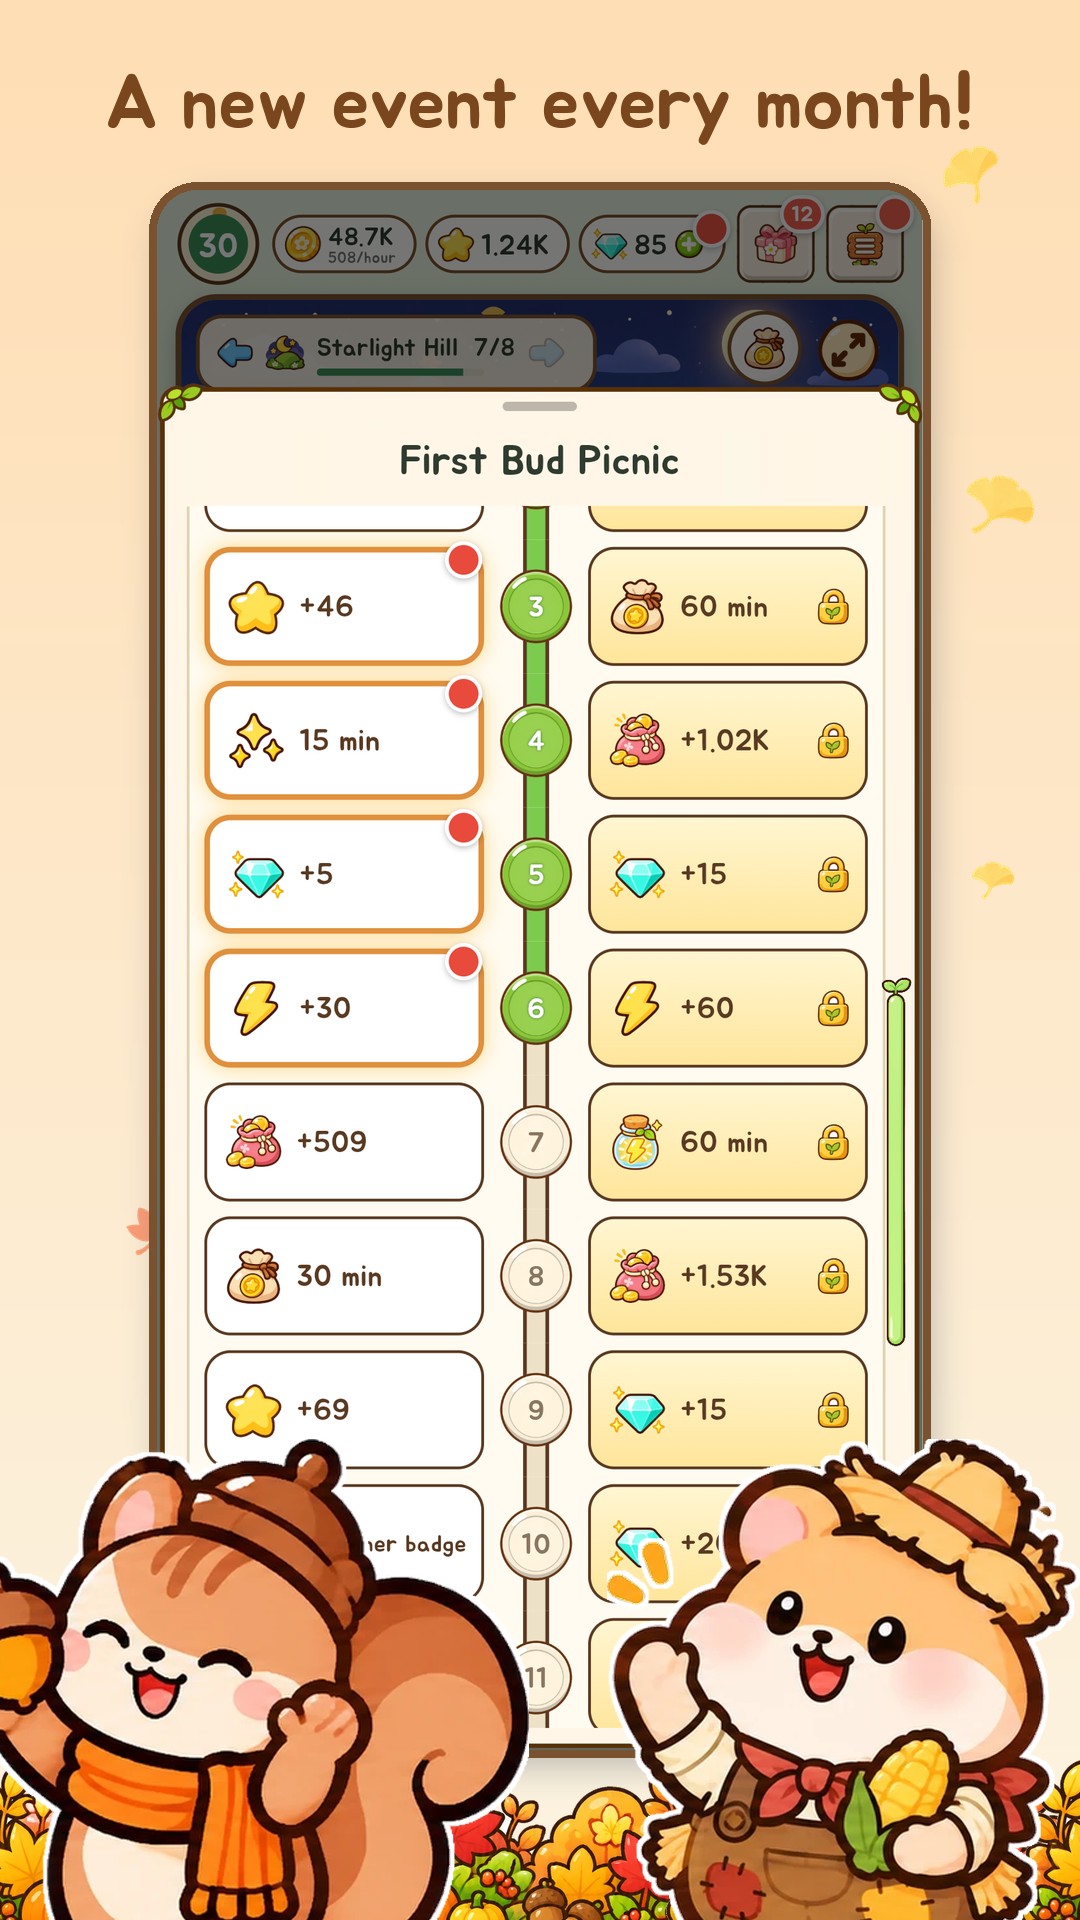 A new event every month!
30
48.7K
508/hour
1.24K
85
12
Starlight Hill 7/8
First Bud Picnic
+46
3
60 min
15 min
4
+1.02K
+5
5
+15
+30
6
+60
+509
7
60 min
30 min
8
+1.53K
+69
9
+15
badge
10
11